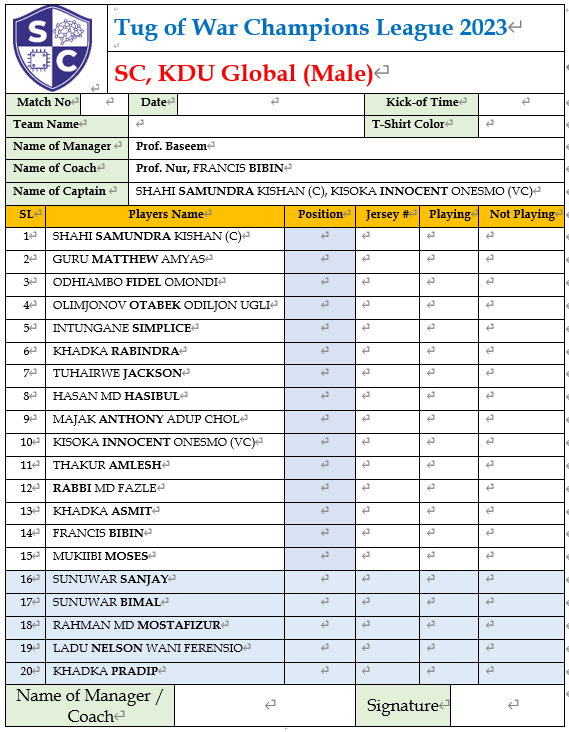 S C
Tug of War Champions League 2023
SC, KDU Global (Male)
Match No Date Kick-of Time
Team Name T-Shirt Color
Name of Manager Prof. Baseem
Name of Coach Prof. Nur, FRANCIS BIBIN
Name of Captain SHAHI SAMUNDRA KISHAN (C), KISOKA INNOCENT ONESMO (VC)
SL Players Name Position Jersey # Playing Not Playing
1 SHAHI SAMUNDRA KISHAN (C)
2 GURU MATTHEW AMYAS
3 ODHIAMBO FIDEL OMONDI
4 OLIMJONOV OTABEK ODILJON UGLI
5 INTUNGANE SIMPLICE
6 KHADKA RABINDRA
7 TUHAIRWE JACKSON
8 HASAN MD HASIBUL
9 MAJAK ANTHONY ADUP CHOL
10 KISOKA INNOCENT ONESMO (VC)
11 THAKUR AMLESH
12 RABBI MD FAZLE
13 KHADKA ASMIT
14 FRANCIS BIBIN
15 MUKIIBI MOSES
16 SUNUWAR SANJAY
17 SUNUWAR BIMAL
18 RAHMAN MD MOSTAFIZUR
19 LADU NELSON WANI FERENSIO
20 KHADKA PRADIP
Name of Manager / Signature
Coach